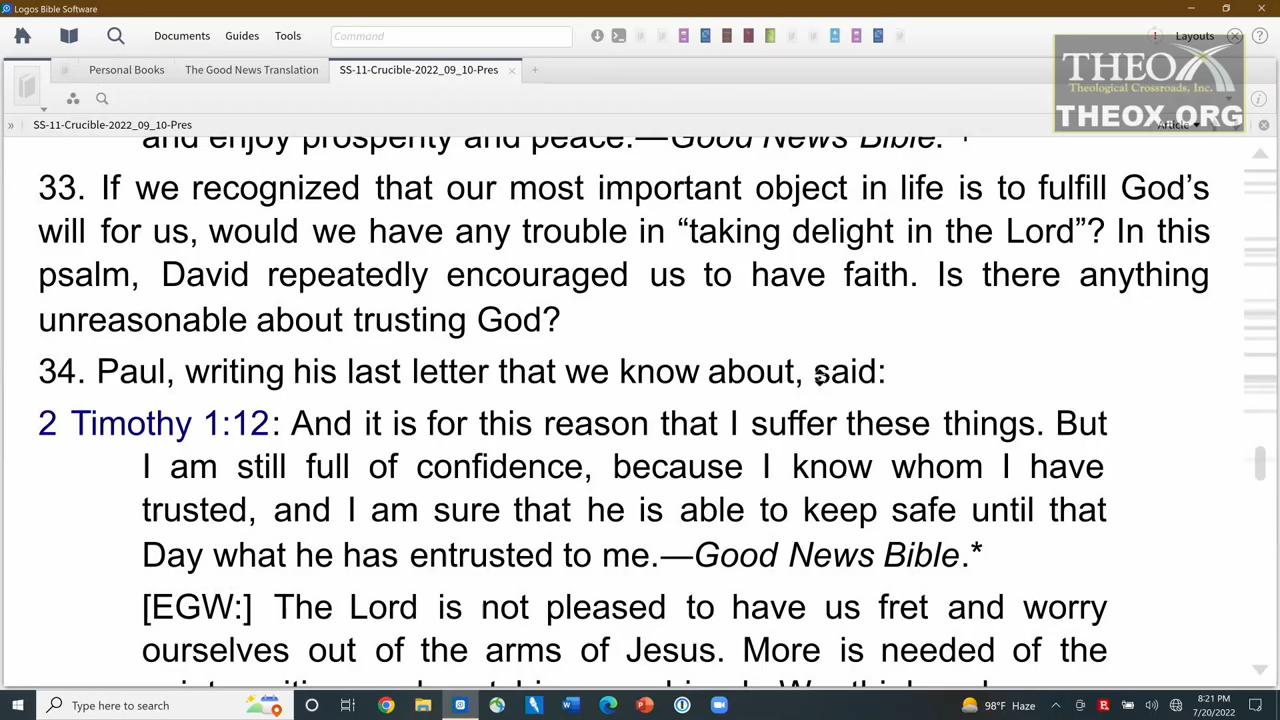 Logos Bible Software
Documents Guides Tools Command Layouts
Personal Books The Good News Translation SS-11-Crucible-2022_09_10-Pres
THEOX
Theological Crossroads, Inc.
THEOX.ORG
SS-11-Crucible-2022_09_10-Pres Article
and enjoy prosperity and peace.—Good News Bible.
33. If we recognized that our most important object in life is to fulfill God's
will for us, would we have any trouble in “taking delight in the Lord”? In this
psalm, David repeatedly encouraged us to have faith. Is there anything
unreasonable about trusting God?
34. Paul, writing his last letter that we know about, said:
2 Timothy 1:12: And it is for this reason that I suffer these things. But
I am still full of confidence, because I know whom I have
trusted, and I am sure that he is able to keep safe until that
Day what he has entrusted to me.—Good News Bible.*
[EGW:] The Lord is not pleased to have us fret and worry
ourselves out of the arms of Jesus. More is needed of the
Type here to search
98°F Haze
8:21 PM
7/20/2022